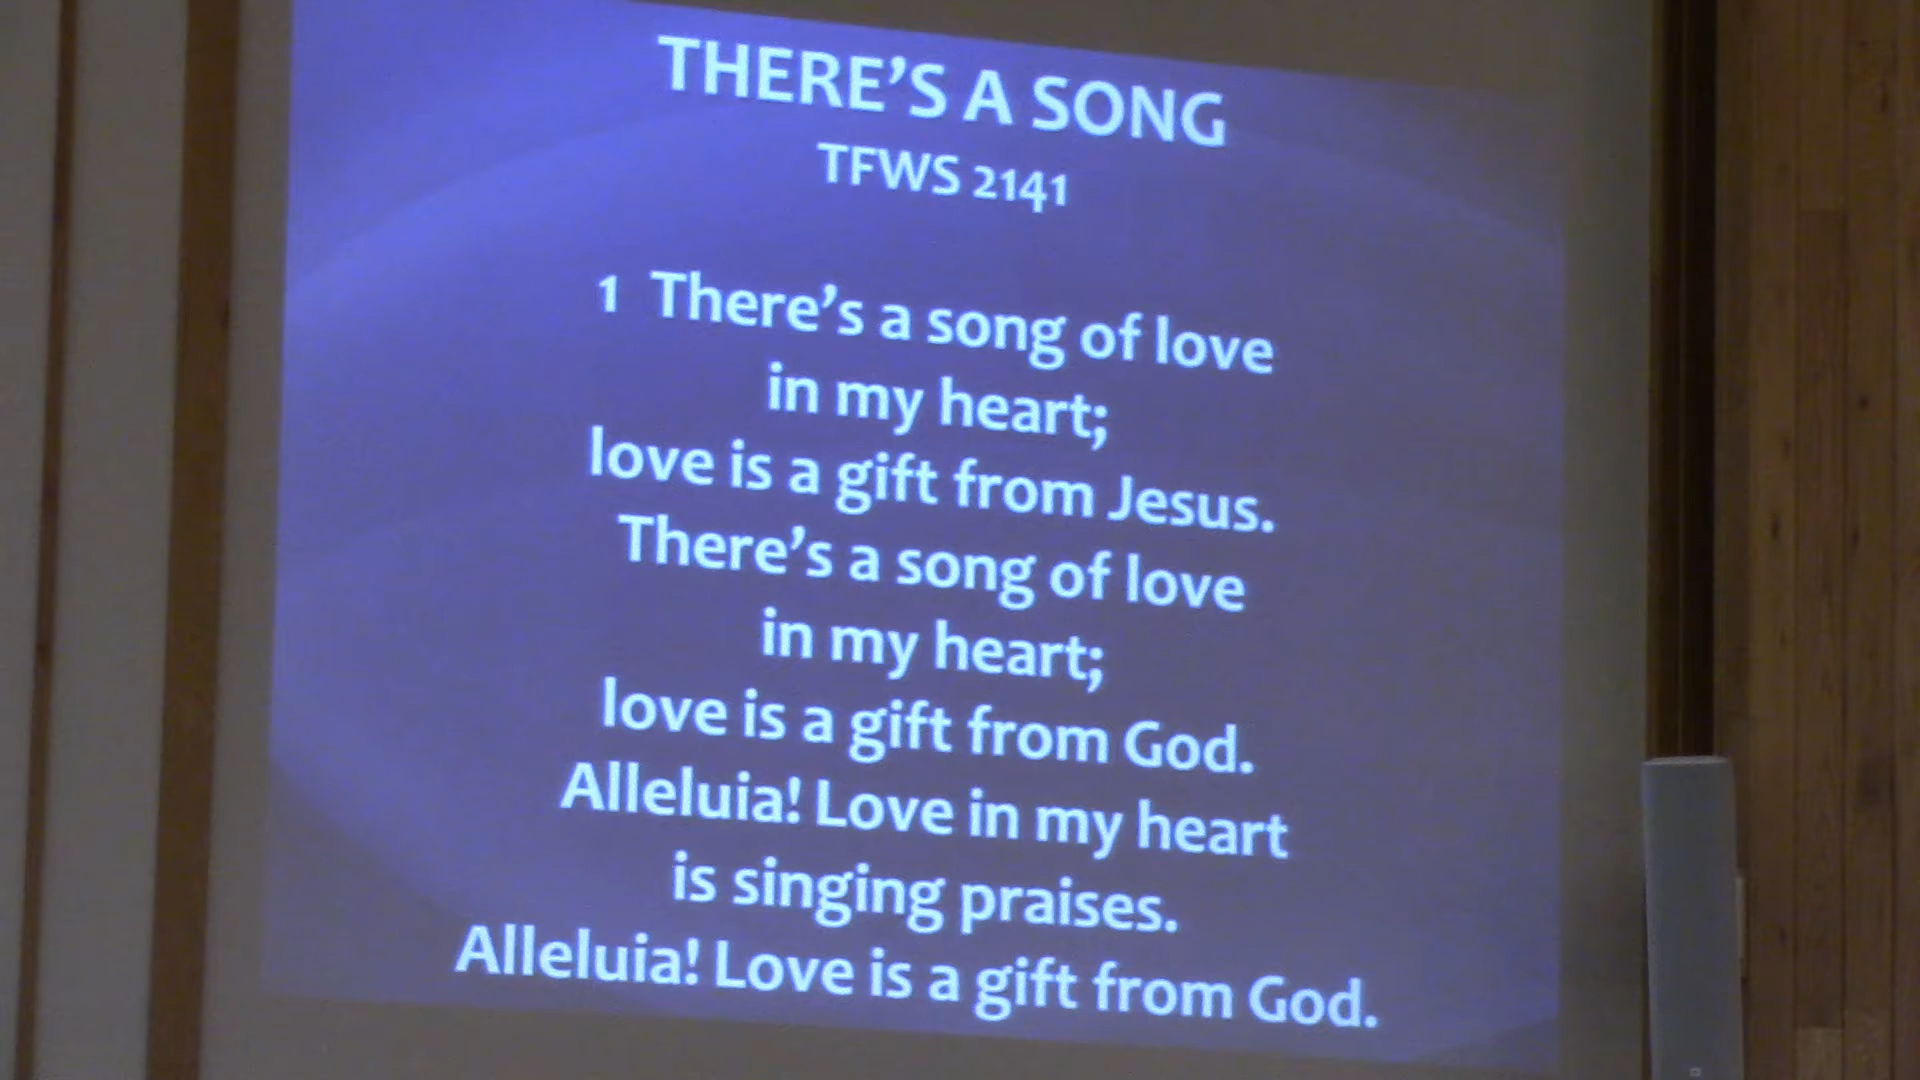 THERE’S A SONG
TFWS 2141
1 There’s a song of love
in my heart;
love is a gift from Jesus.
There’s a song of love
in my heart;
love is a gift from God.
Alleluia! Love in my heart
is singing praises.
Alleluia! Love is a gift from God.